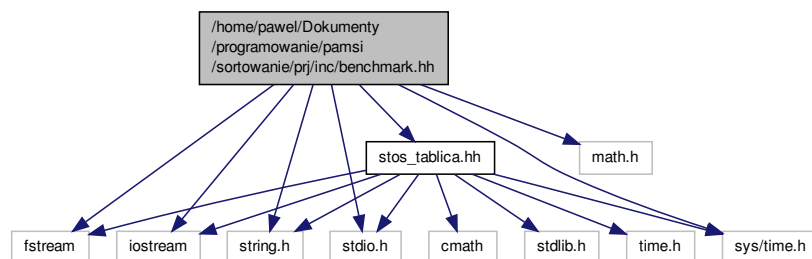 /home/pawel/Dokumenty
/programowanie/pamsi
/sortowanie/prj/inc/benchmark.hh
stos_tablica.hh
math.h
fstream
iostream
string.h
stdio.h
cmath
stdlib.h
time.h
sys/time.h